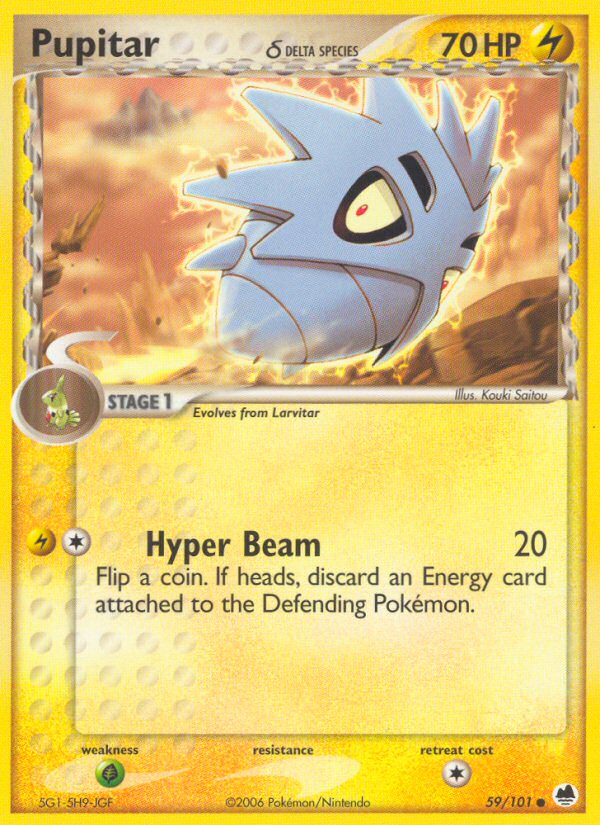 Pupitar δ DELTA SPECIES 70 HP
Illus. Kouki Saitou
STAGE 1
Evolves from Larvitar
Hyper Beam 20
Flip a coin. If heads, discard an Energy card
attached to the Defending Pokémon.
weakness resistance retreat cost
5G1-5H9-JGF ©2006 Pokémon/Nintendo 59/101